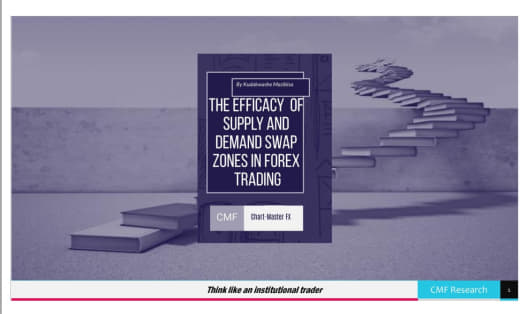 By Kudakwashe Mazibisa
THE EFFICACY OF
SUPPLY AND
DEMAND SWAP
ZONES IN FOREX
TRADING
CMF Chart-Master FX
Think like an institutional trader
CMF Research 1